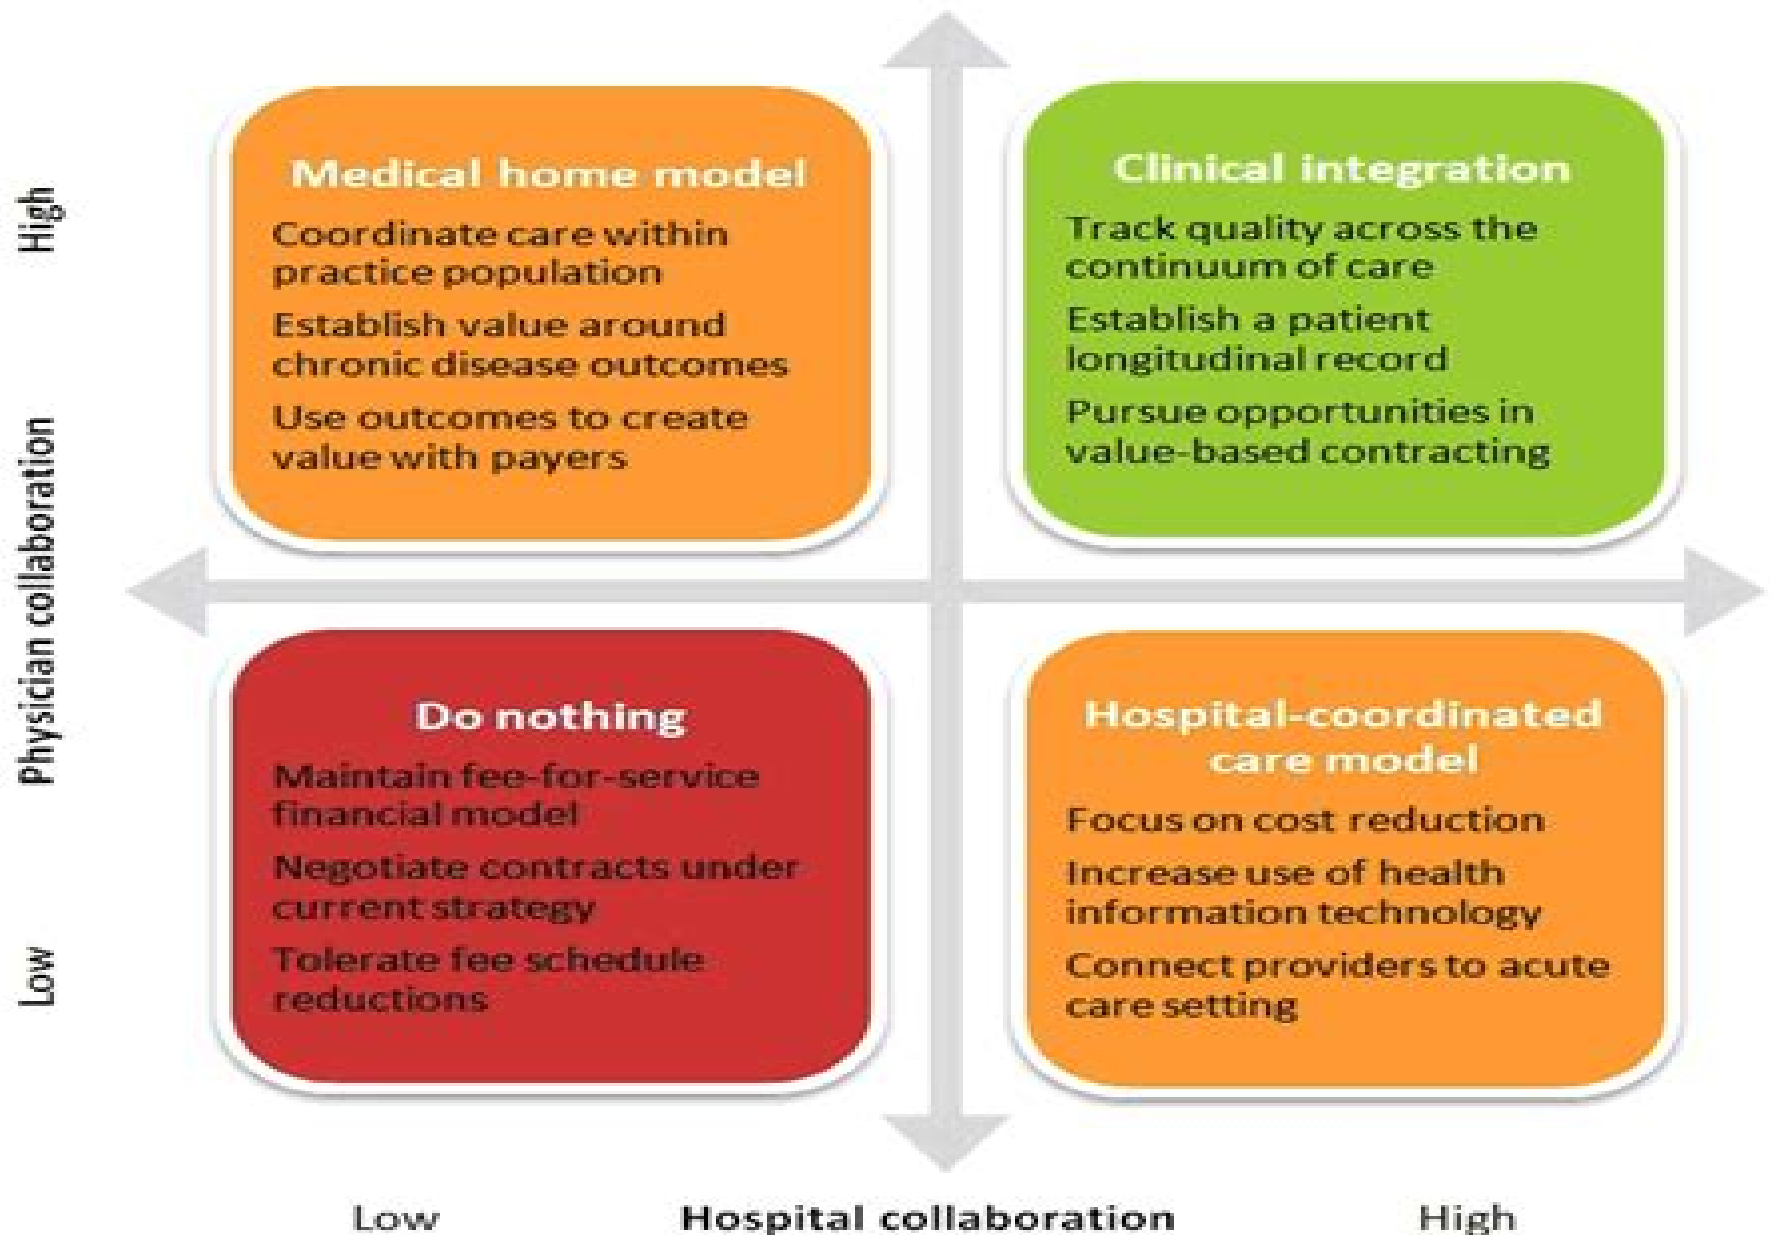 High
Physician collaboration
Low
Medical home model
Coordinate care within
practice population
Establish value around
chronic disease outcomes
Use outcomes to create
value with payers
Clinical integration
Track quality across the
continuum of care
Establish a patient
longitudinal record
Pursue opportunities in
value-based contracting
Do nothing
Maintain fee-for-service
financial model
Negotiate contracts under
current strategy
Tolerate fee schedule
reductions
Hospital-coordinated
care model
Focus on cost reduction
Increase use of health
information technology
Connect providers to acute
care setting
Low
Hospital collaboration
High